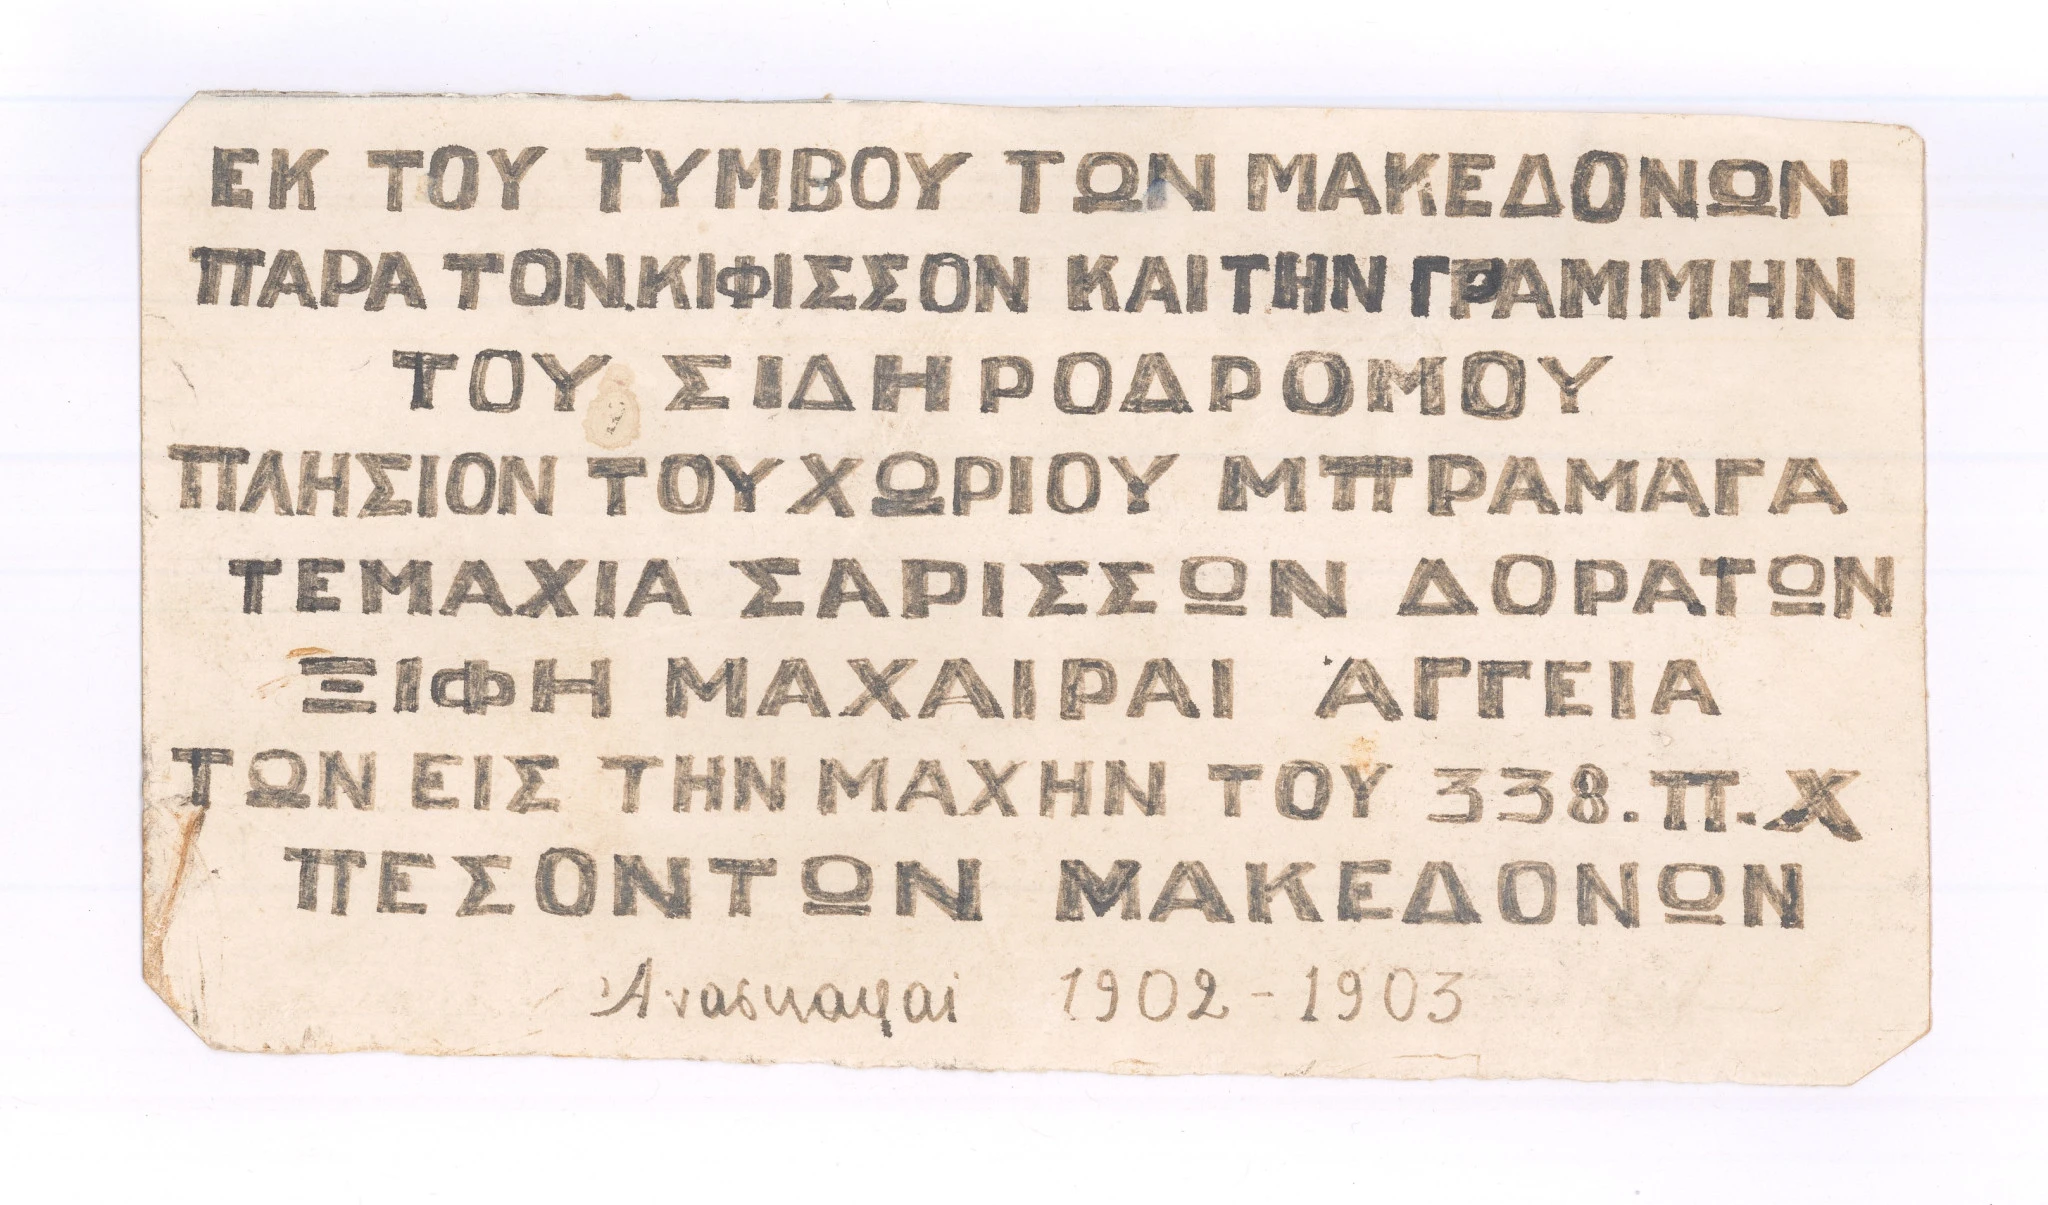 ΕΚ ΤΟΥ ΤΥΜΒΟΥ ΤΩΝ ΜΑΚΕΔΟΝΩΝ
ΠΑΡΑ ΤΟΝ ΚΙΦΙΣΣΟΝ ΚΑΙ ΤΗΝ ΓΡΑΜΜΗΝ
ΤΟΥ ΣΙΔΗΡΟΔΡΟΜΟΥ
ΠΛΗΣΙΟΝ ΤΟΥ ΧΩΡΙΟΥ ΜΠΡΑΜΑΓΑ
ΤΕΜΑΧΙΑ ΣΑΡΙΣΣΩΝ ΔΟΡΑΤΩΝ
ΞΙΦΗ ΜΑΧΑΙΡΑΙ ΑΓΓΕΙΑ
ΤΩΝ ΕΙΣ ΤΗΝ ΜΑΧΗΝ ΤΟΥ 338.Π.Χ
ΠΕΣΟΝΤΩΝ ΜΑΚΕΔΟΝΩΝ
Ἀνασκαφαι 1902-1903